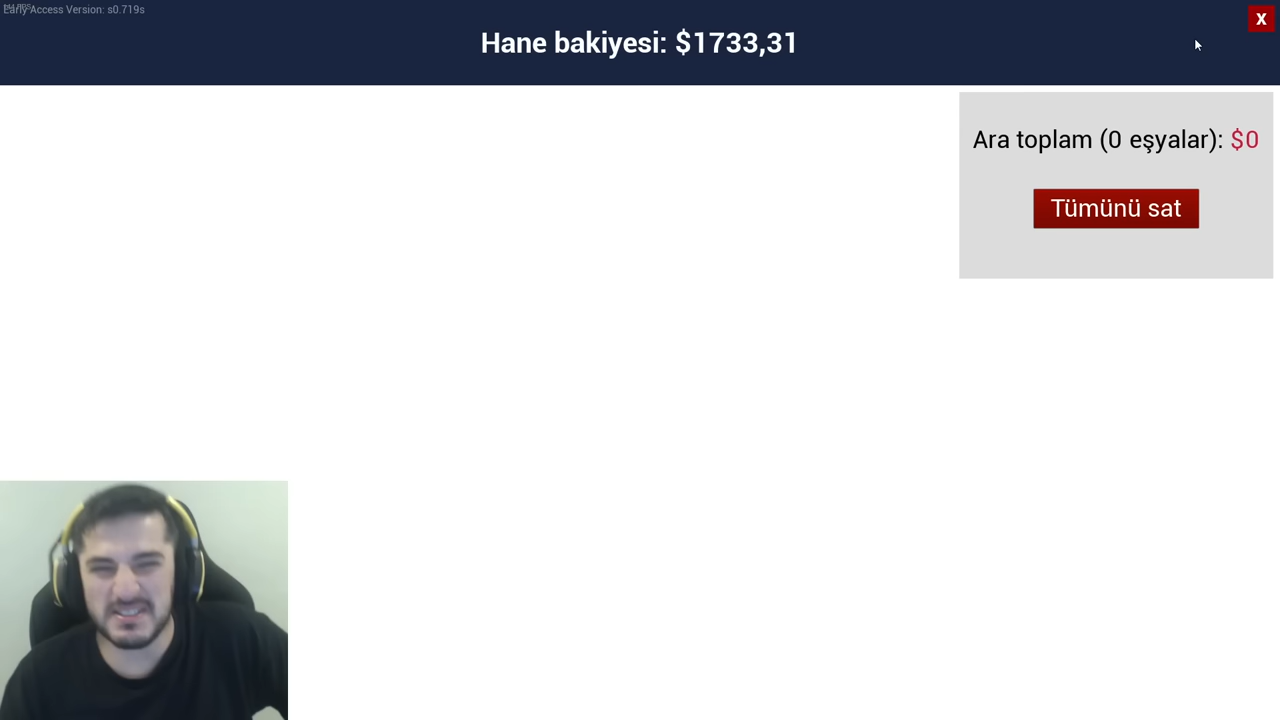 Early Access Version: s0.719s
Hane bakiyesi: $1733,31
X
Ara toplam (0 eşyalar): $0
Tümünü sat